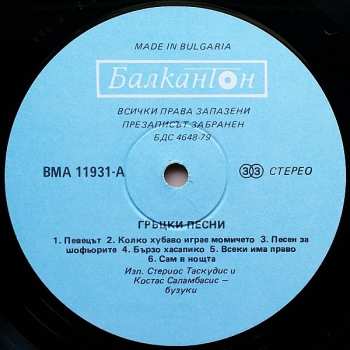 MADE IN BULGARIA
Балкантон
ВСИЧКИ ПРАВА ЗАПАЗЕНИ
ПРЕЗАПИСЪТ ЗАБРАНЕН
БДС 4648-79
ВМА 11931-А
33 СТЕРЕО
ГРЪЦКИ ПЕСНИ
1. Певецът 2. Колко хубаво играе момичето 3. Песен за
шофьорите 4. Бързо хасапико 5. Всеки има право
6. Сам в нощта
Изп. Стериос Таскудис и
Костас Саламбасис —
бузуки